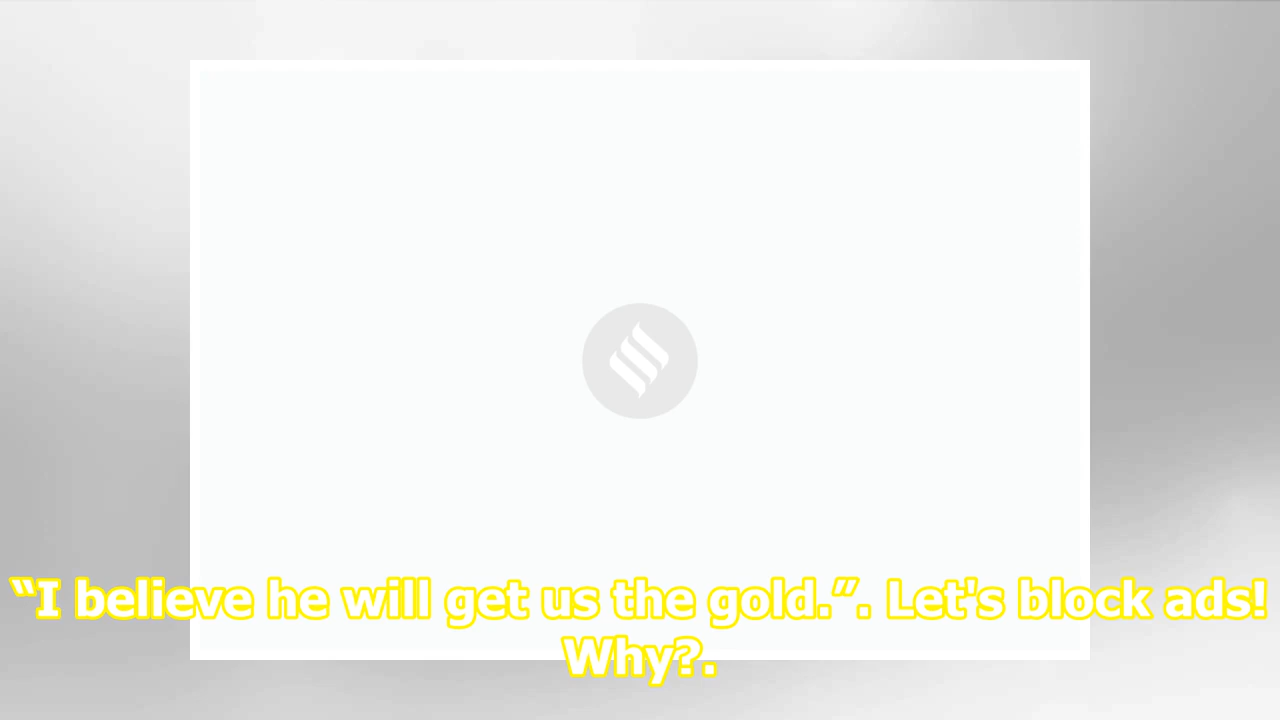 “I believe he will get us the gold.”. Let's block ads!
Why?.